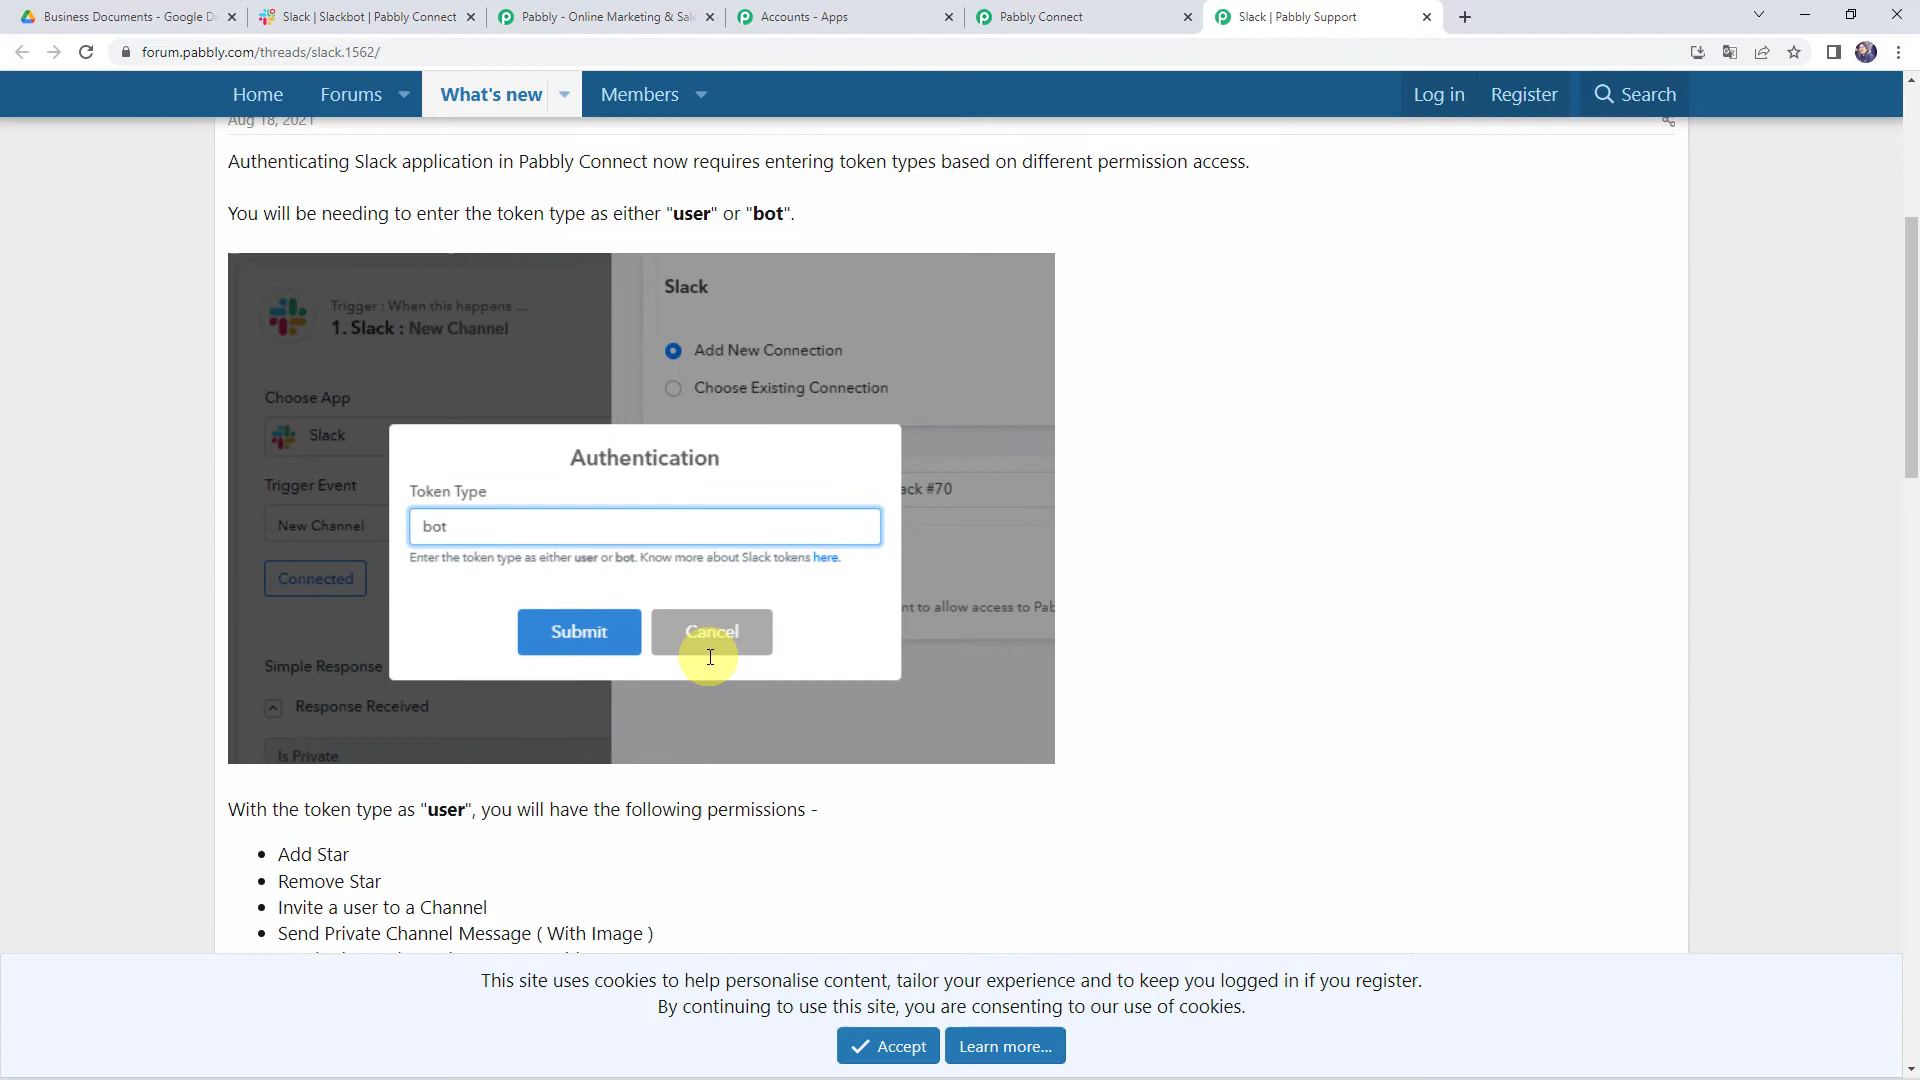 Business Documents - Google D
Slack | Slackbot | Pabbly Connect
Pabbly - Online Marketing & Sale
Accounts - Apps
Pabbly Connect
Slack | Pabbly Support
forum.pabbly.com/threads/slack.1562/
Home
Forums
What's new
Members
Log in
Register
Search
Aug 18, 2021
Authenticating Slack application in Pabbly Connect now requires entering token types based on different permission access.
You will be needing to enter the token type as either "user" or "bot".
Trigger : When this happens ...
1. Slack : New Channel
Slack
Add New Connection
Choose Existing Connection
Choose App
Slack
Trigger Event
New Channel
Connected
Authentication
Token Type
bot
Enter the token type as either user or bot. Know more about Slack tokens here.
Submit
Cancel
ack #70
nt to allow access to Pab
Simple Response
Response Received
Is Private
With the token type as "user", you will have the following permissions -
• Add Star
• Remove Star
• Invite a user to a Channel
• Send Private Channel Message ( With Image )
This site uses cookies to help personalise content, tailor your experience and to keep you logged in if you register.
By continuing to use this site, you are consenting to our use of cookies.
Accept
Learn more...